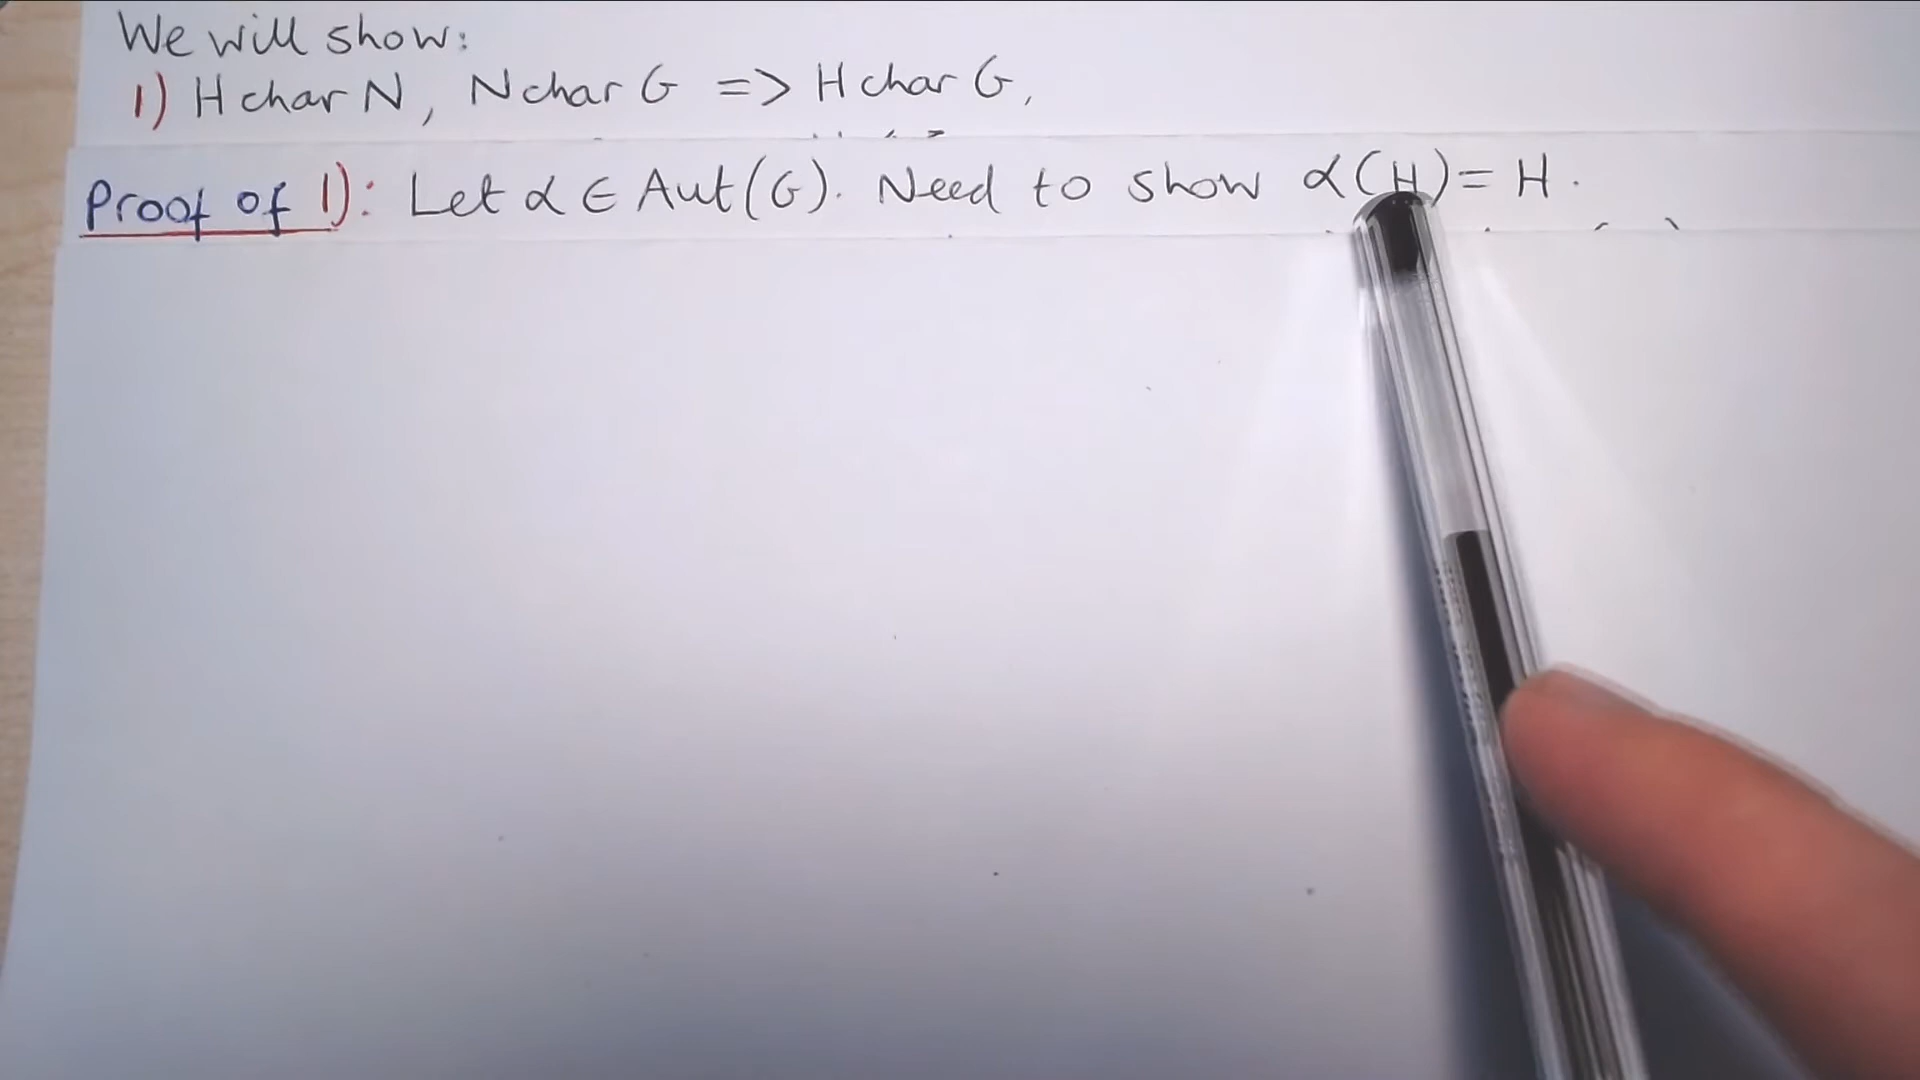 We will show:
1) H char N, N char G => H char G,
Proof of 1): Let α ∈ Aut(G). Need to show α(H) = H.